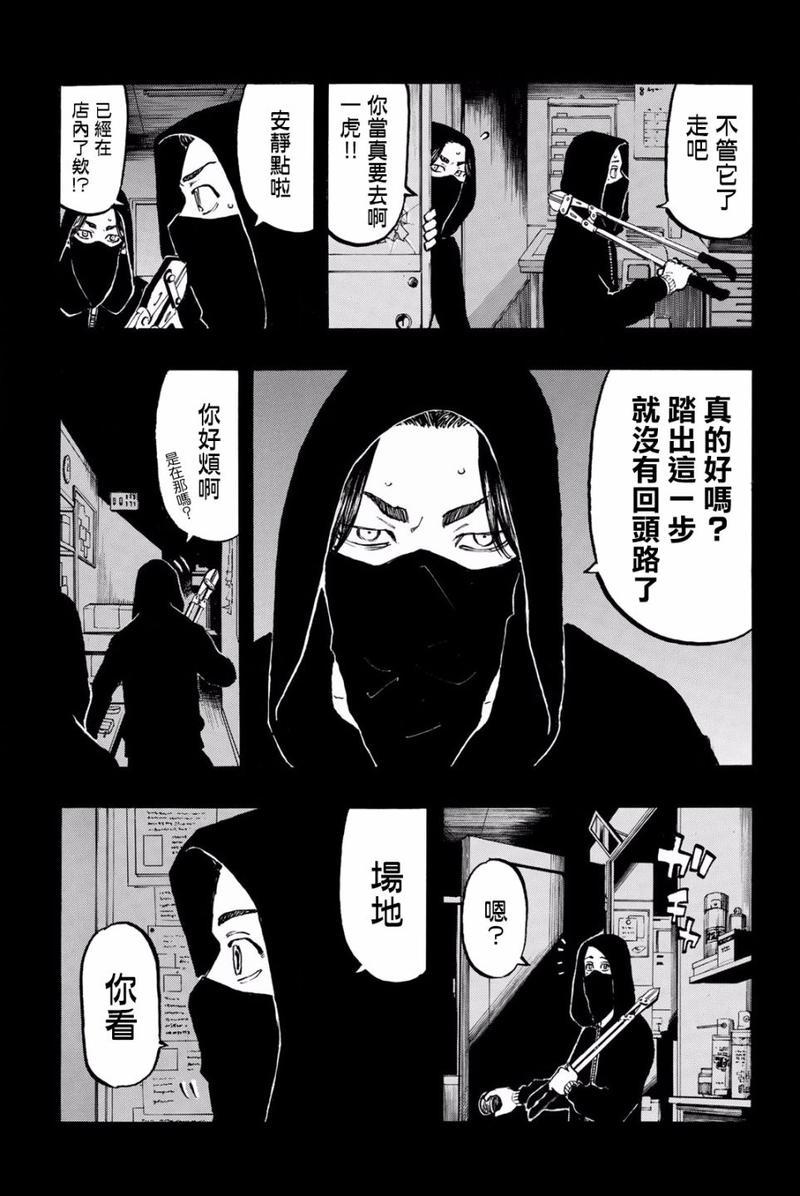 不管它了
走吧
你當真要去啊
一虎!!
安靜點啦
已經在
店內了欸!?
真的好嗎?
踏出這一步
就沒有回頭路了
你好煩啊
是在那嗎?
ギギ
嗯?
場地
你看